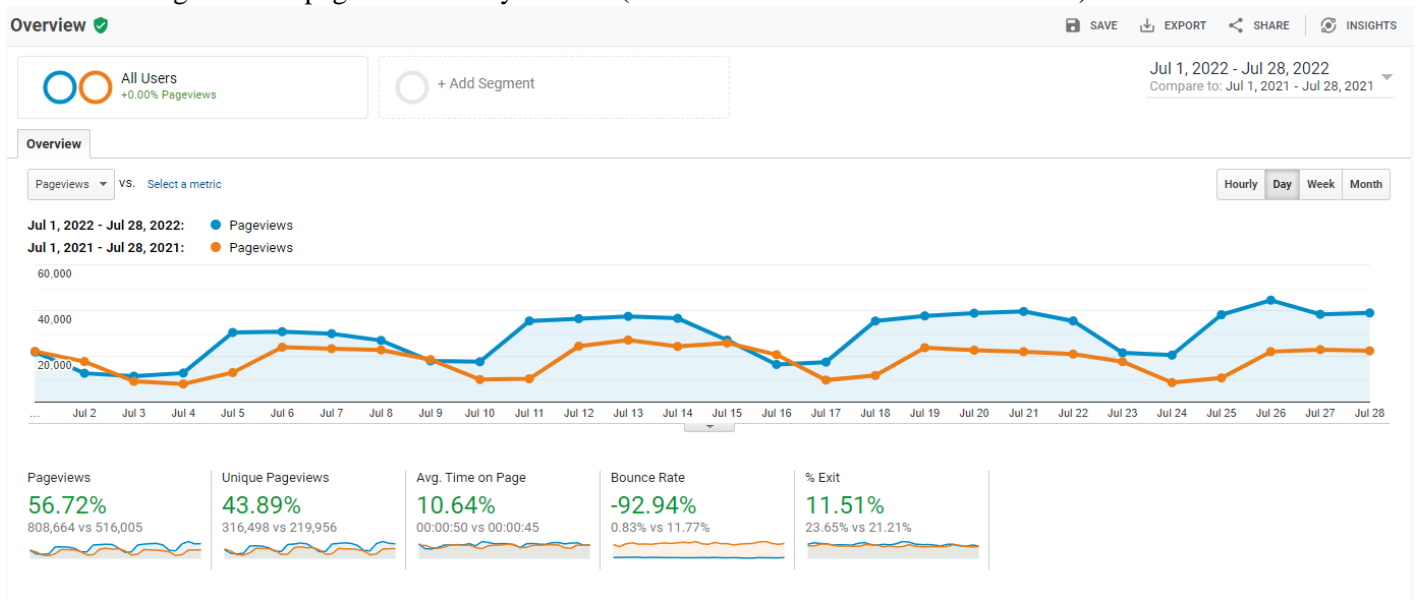 Overview
SAVE EXPORT SHARE INSIGHTS
All Users
+0.00% Pageviews
+ Add Segment
Jul 1, 2022 - Jul 28, 2022
Compare to: Jul 1, 2021 - Jul 28, 2021
Overview
Pageviews VS. Select a metric
Hourly Day Week Month
Jul 1, 2022 - Jul 28, 2022: Pageviews
Jul 1, 2021 - Jul 28, 2021: Pageviews
60,000
40,000
20,000
... Jul 2 Jul 3 Jul 4 Jul 5 Jul 6 Jul 7 Jul 8 Jul 9 Jul 10 Jul 11 Jul 12 Jul 13 Jul 14 Jul 15 Jul 16 Jul 17 Jul 18 Jul 19 Jul 20 Jul 21 Jul 22 Jul 23 Jul 24 Jul 25 Jul 26 Jul 27 Jul 28
Pageviews Unique Pageviews Avg. Time on Page Bounce Rate % Exit
56.72% 43.89% 10.64% -92.94% 11.51%
808,664 vs 516,005 316,498 vs 219,956 00:00:50 vs 00:00:45 0.83% vs 11.77% 23.65% vs 21.21%